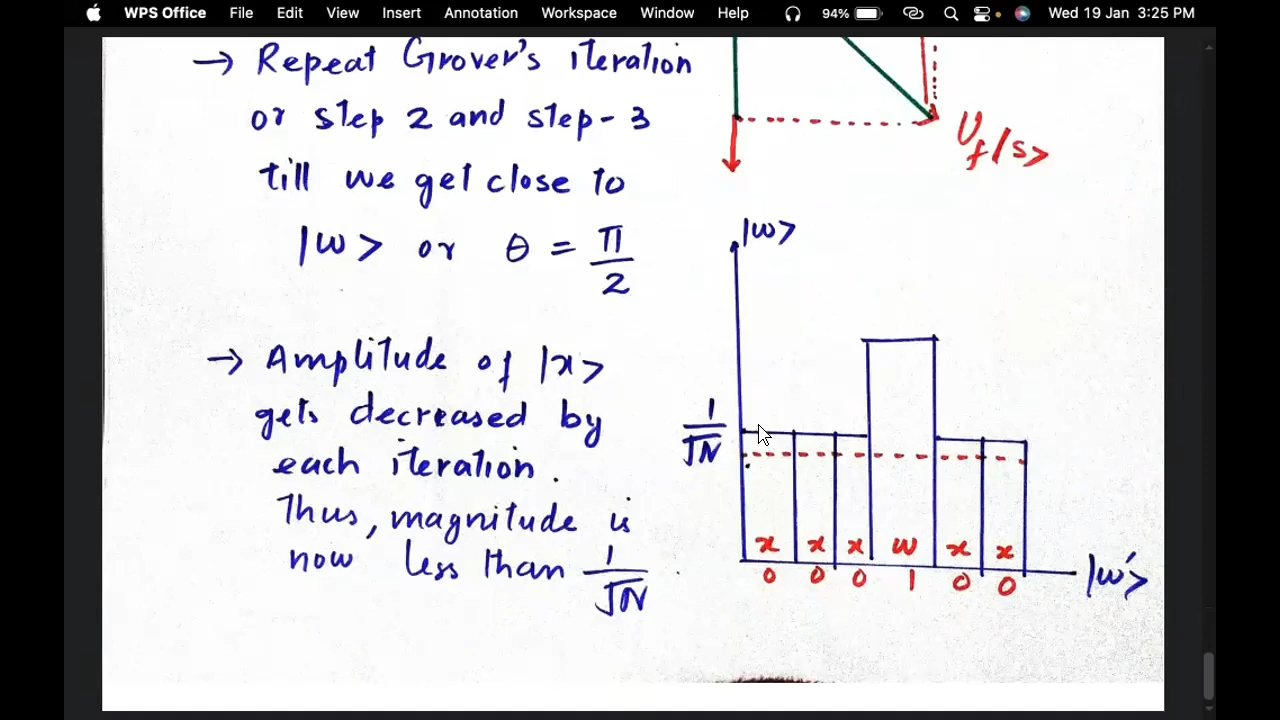 WPS Office File Edit View Insert Annotation Workspace Window Help 94% Wed 19 Jan 3:25 PM
→ Repeat Grover's iteration
or step 2 and step-3
till we get close to
|w> or θ = π/2
→ Amplitude of |x>
gets decreased by
each iteration.
Thus, magnitude is
now less than 1/√N .
U_f|s>
|w>
1/√N
x x x w x x
0 0 0 1 0 0
|w'>